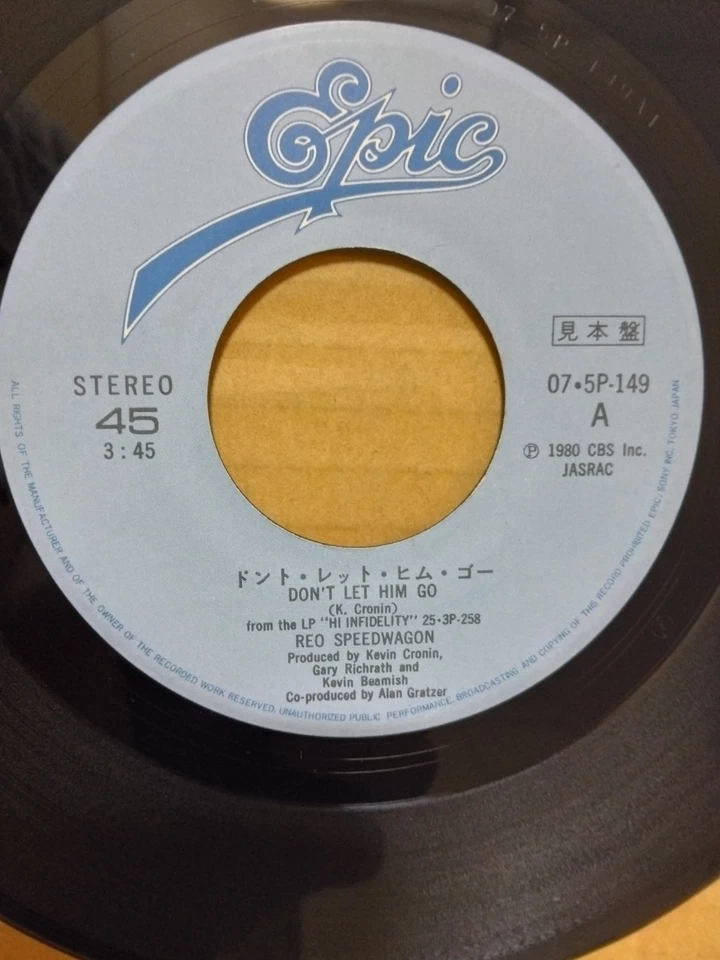 Epic
見本盤
STEREO
45
3:45
07•5P-149
A
Ⓟ 1980 CBS Inc.
JASRAC
ドント・レット・ヒム・ゴー
DON'T LET HIM GO
(K. Cronin)
from the LP "HI INFIDELITY" 25•3P-258
REO SPEEDWAGON
Produced by Kevin Cronin,
Gary Richrath and
Kevin Beamish
Co-produced by Alan Gratzer
ALL RIGHTS OF THE MANUFACTURER AND OF THE OWNER OF THE RECORDED WORK RESERVED. UNAUTHORIZED PUBLIC PERFORMANCE, BROADCASTING AND COPYING OF THIS RECORD PROHIBITED EPIC/SONY INC. TOKYO JAPAN